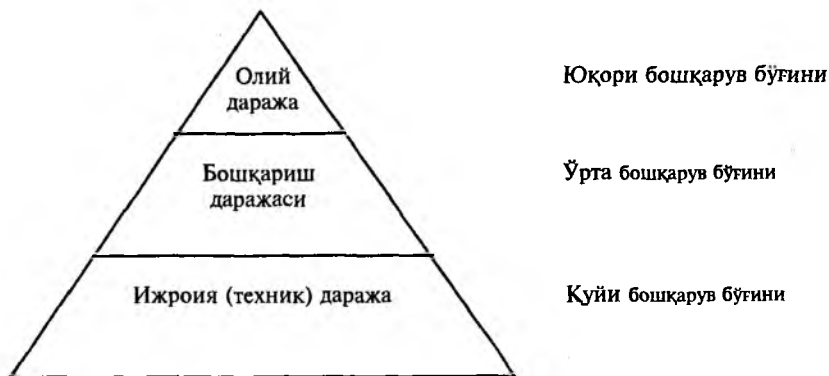 Олий
даража
Юқори бошқарув бўғини
Бошқариш
даражаси
Ўрта бошқарув бўғини
Ижроия (техник) даража
Қуйи бошқарув бўғини